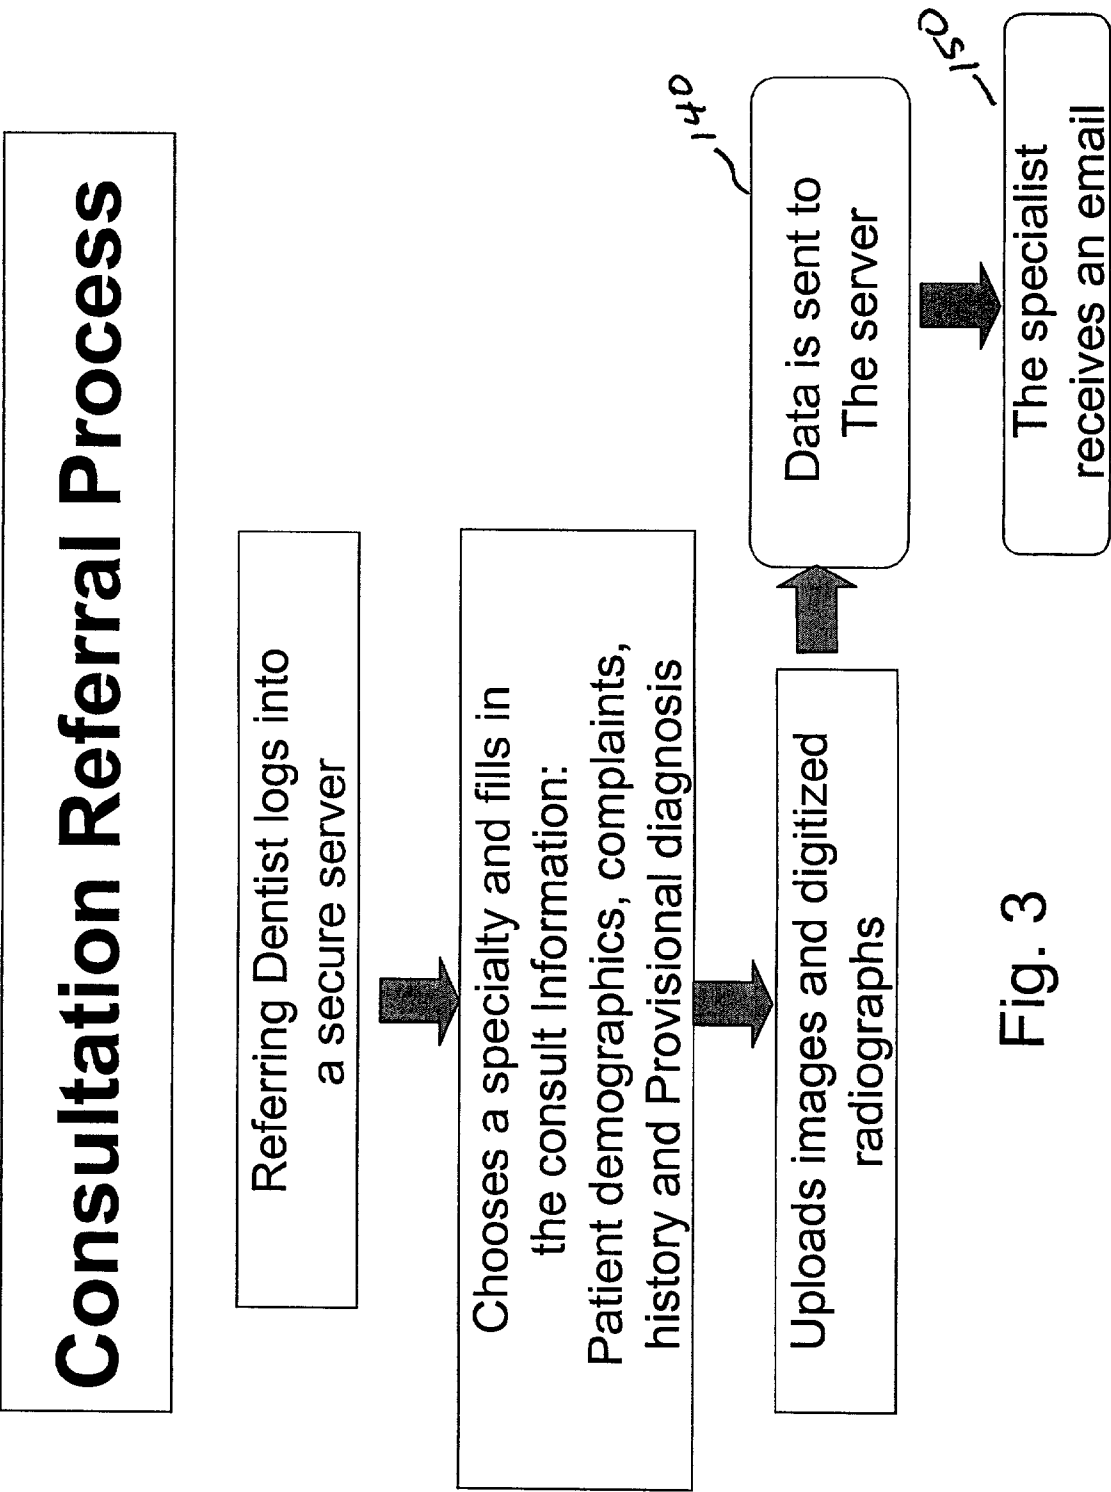 Consultation Referral Process
Referring Dentist logs into
a secure server
Chooses a specialty and fills in
the consult Information:
Patient demographics, complaints,
history and Provisional diagnosis
Uploads images and digitized
radiographs
140
Data is sent to
The server
150
The specialist
receives an email
Fig. 3